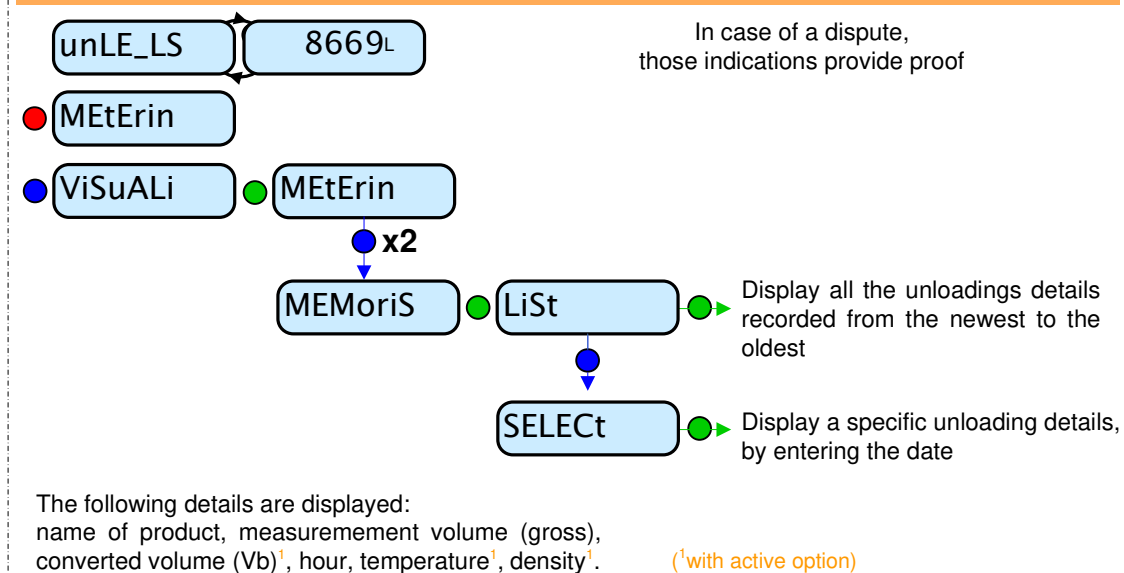 unLE_LS 8669L
In case of a dispute,
those indications provide proof
MEtErin
ViSuALi MEtErin
x2
MEMoriS LiSt
Display all the unloadings details
recorded from the newest to the
oldest
SELECt
Display a specific unloading details,
by entering the date
The following details are displayed:
name of product, measuremement volume (gross),
converted volume (Vb)¹, hour, temperature¹, density¹. (¹with active option)